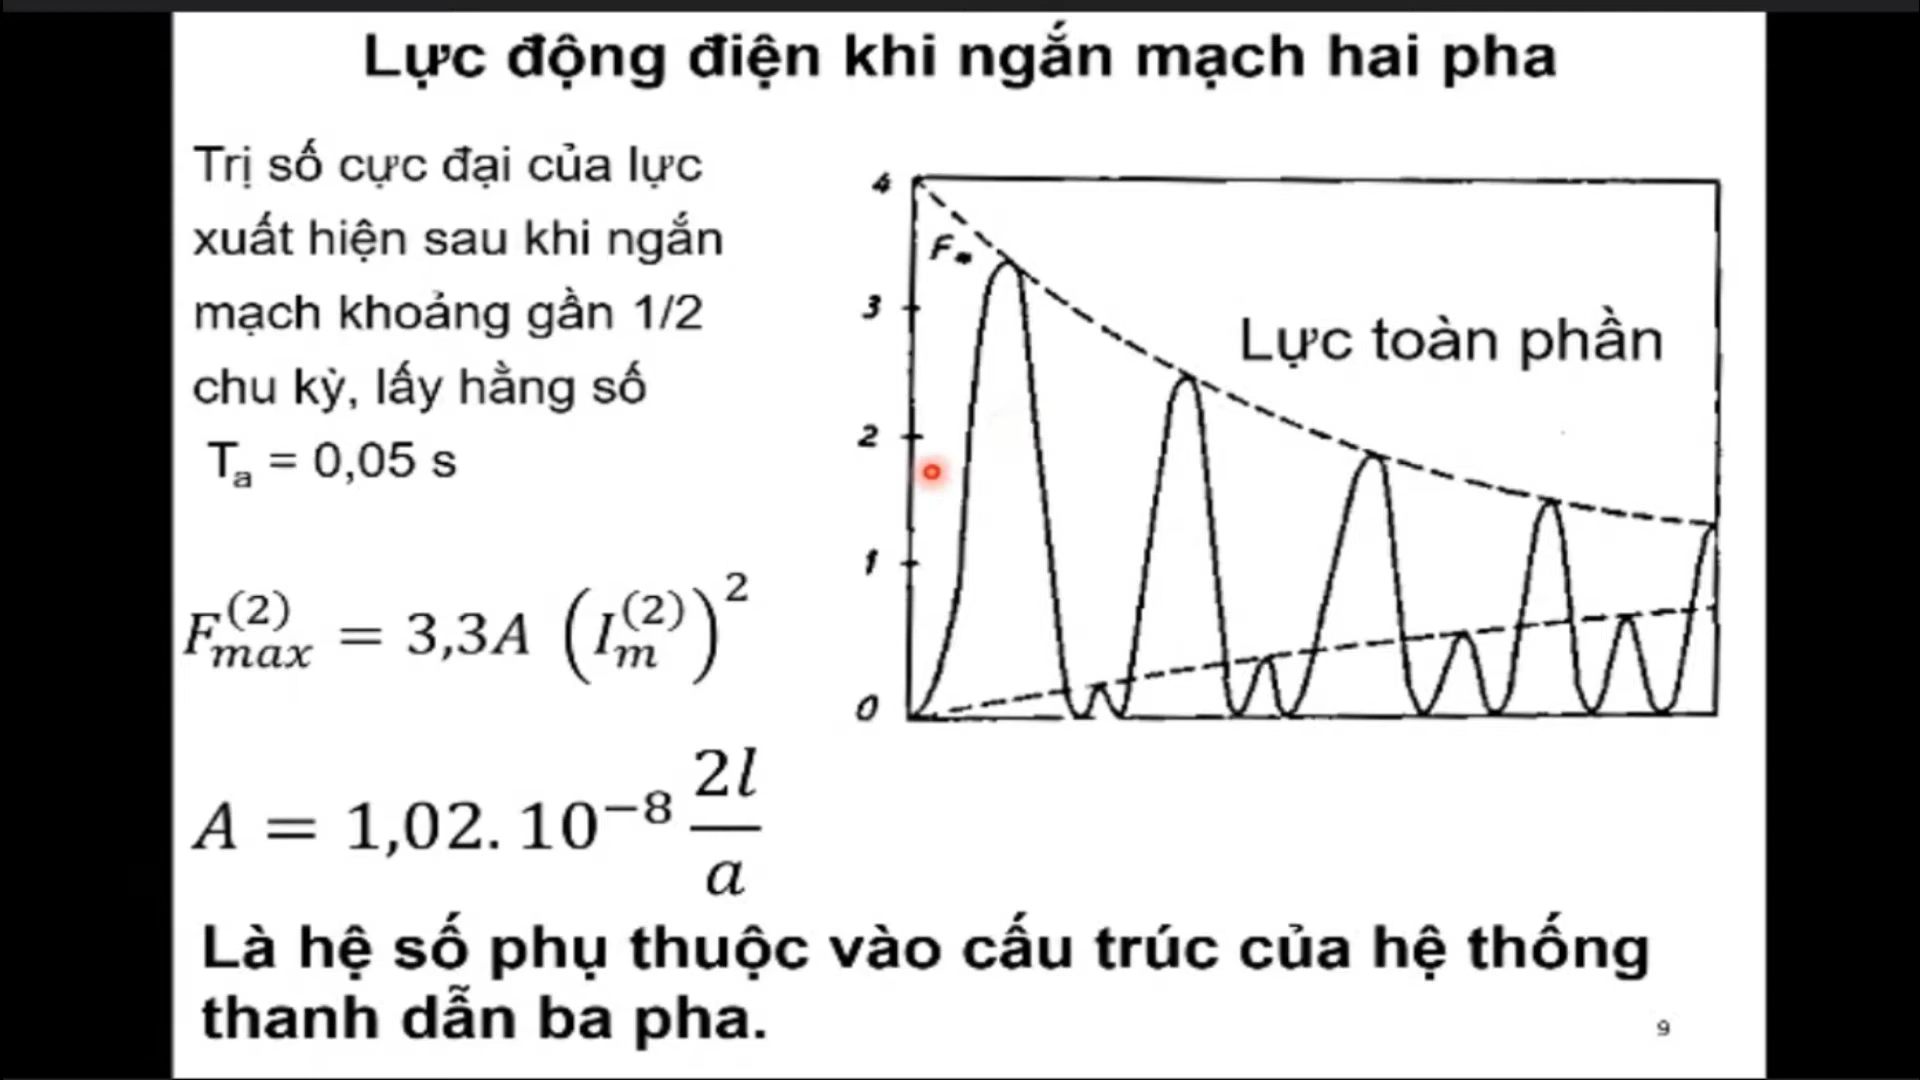 Lực động điện khi ngắn mạch hai pha
Trị số cực đại của lực
xuất hiện sau khi ngắn
mạch khoảng gần 1/2
chu kỳ, lấy hằng số
Tₐ = 0,05 s
F_{max}^{(2)} = 3,3A (I_m^{(2)})^2
A = 1,02. 10^{-8} \frac{2l}{a}
4
3
2
1
0
Lực toàn phần
Là hệ số phụ thuộc vào cấu trúc của hệ thống
thanh dẫn ba pha.
9